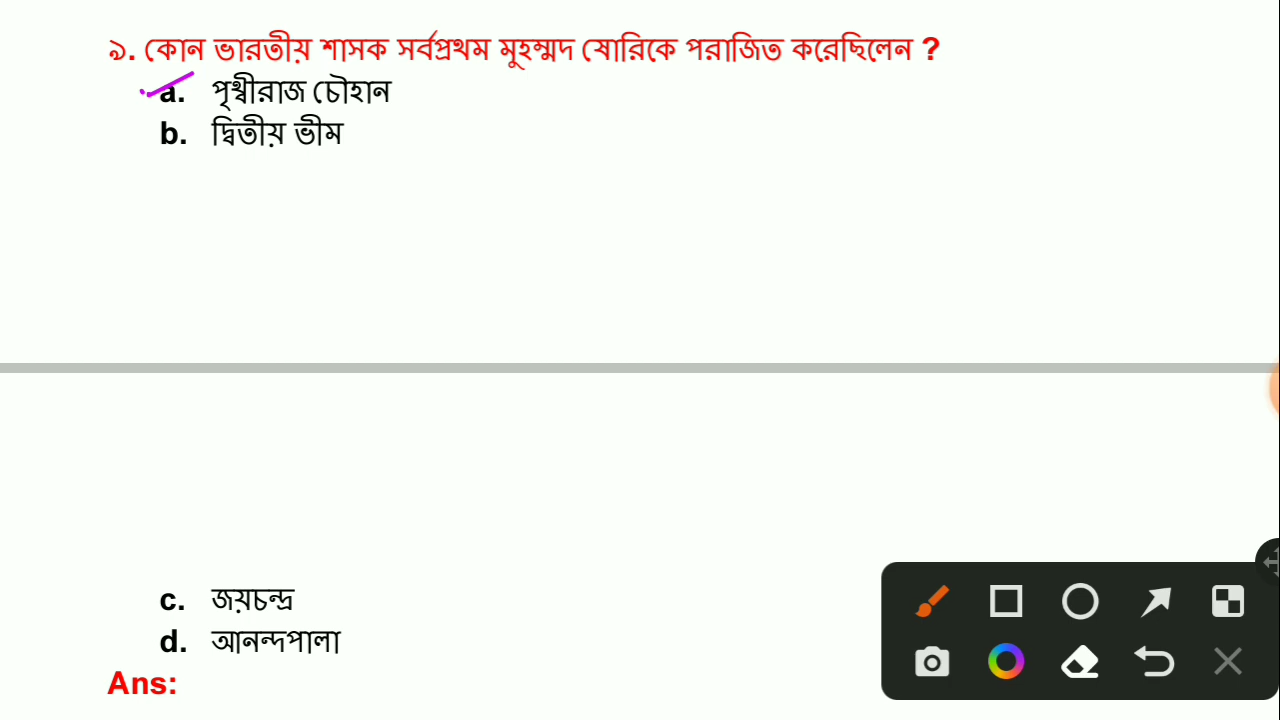 ৯. কোন ভারতীয় শাসক সর্বপ্রথম মুহম্মদ ষোরিকে পরাজিত করেছিলেন ?
a. পৃথ্বীরাজ চৌহান
b. দ্বিতীয় ভীম
c. জয়চন্দ্র
d. আনন্দপালা
Ans: